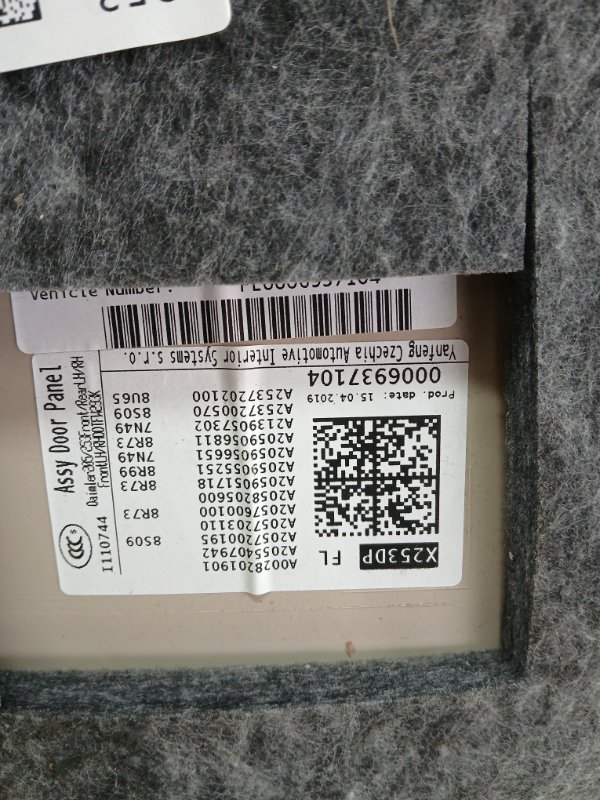 X253DP FL
A0028201901
A2055407942
A2057200195 8S09
A2057203110
A2057600100 8R73
A2058205600
A2059051718 8R73
A2059055251 8R99
A2059056651 7N49
A2059056811 8R73
A2139057302 7N49
A2537200570 8S09
A2537202100 8U65
Prod. date: 15.04.2019
0006937104
Yanfeng Czechia Automotive Interior Systems s.r.o.
CCC S
I110744
Assy Door Panel
Vehicle Number: